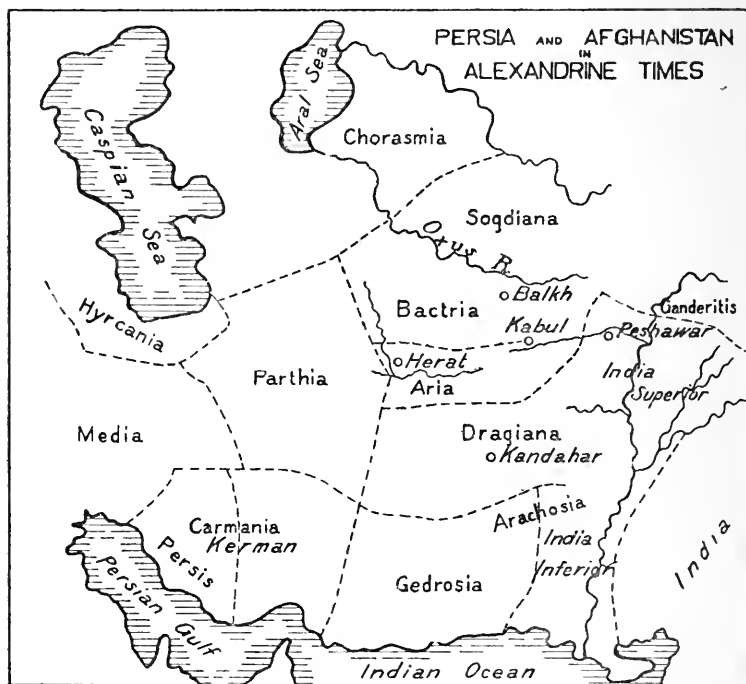 PERSIA AND AFGHANISTAN
IN
ALEXANDRINE TIMES
Caspian
Sea
Aral Sea
Chorasmia
Sogdiana
Oxus R.
Hyrcania
Bactria
Balkh
Kabul
Ganderitis
Peshawar
Herat
Aria
Parthia
India
Superior
Media
Dragiana
Kandahar
Arachosia
Carmania
Kerman
Persis
Persian Gulf
Gedrosia
India
Inferior
India
Indian Ocean